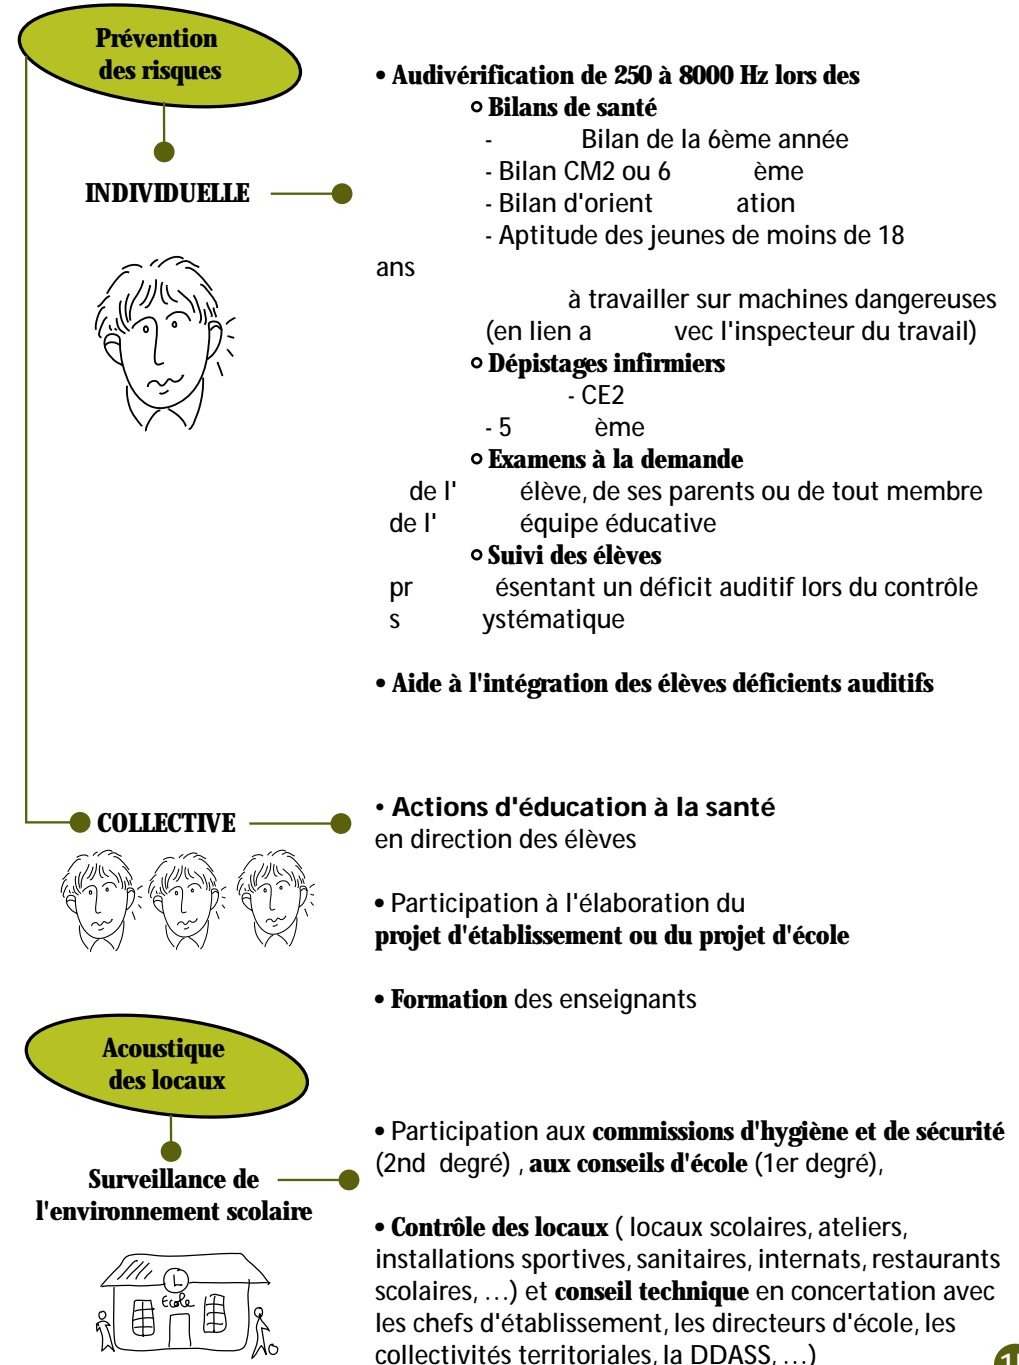 Prévention
des risques
• Audivérification de 250 à 8000 Hz lors des
Bilans de santé
- Bilan de la 6ème année
- Bilan CM2 ou 6 ème
INDIVIDUELLE
- Bilan d'orient ation
- Aptitude des jeunes de moins de 18
ans
à travailler sur machines dangereuses
(en lien a vec l'inspecteur du travail)
Dépistages infirmiers
- CE2
- 5 ème
Examens à la demande
de l' élève, de ses parents ou de tout membre
de l' équipe éducative
Suivi des élèves
pr ésentant un déficit auditif lors du contrôle
s ystématique
• Aide à l'intégration des élèves déficients auditifs
COLLECTIVE
• Actions d'éducation à la santé
en direction des élèves
• Participation à l'élaboration du
projet d'établissement ou du projet d'école
• Formation des enseignants
Acoustique
des locaux
Surveillance de
l'environnement scolaire
• Participation aux commissions d'hygiène et de sécurité
(2nd degré) , aux conseils d'école (1er degré),
• Contrôle des locaux ( locaux scolaires, ateliers,
installations sportives, sanitaires, internats, restaurants
scolaires, …) et conseil technique en concertation avec
les chefs d'établissement, les directeurs d'école, les
collectivités territoriales, la DDASS, …)
Ecole